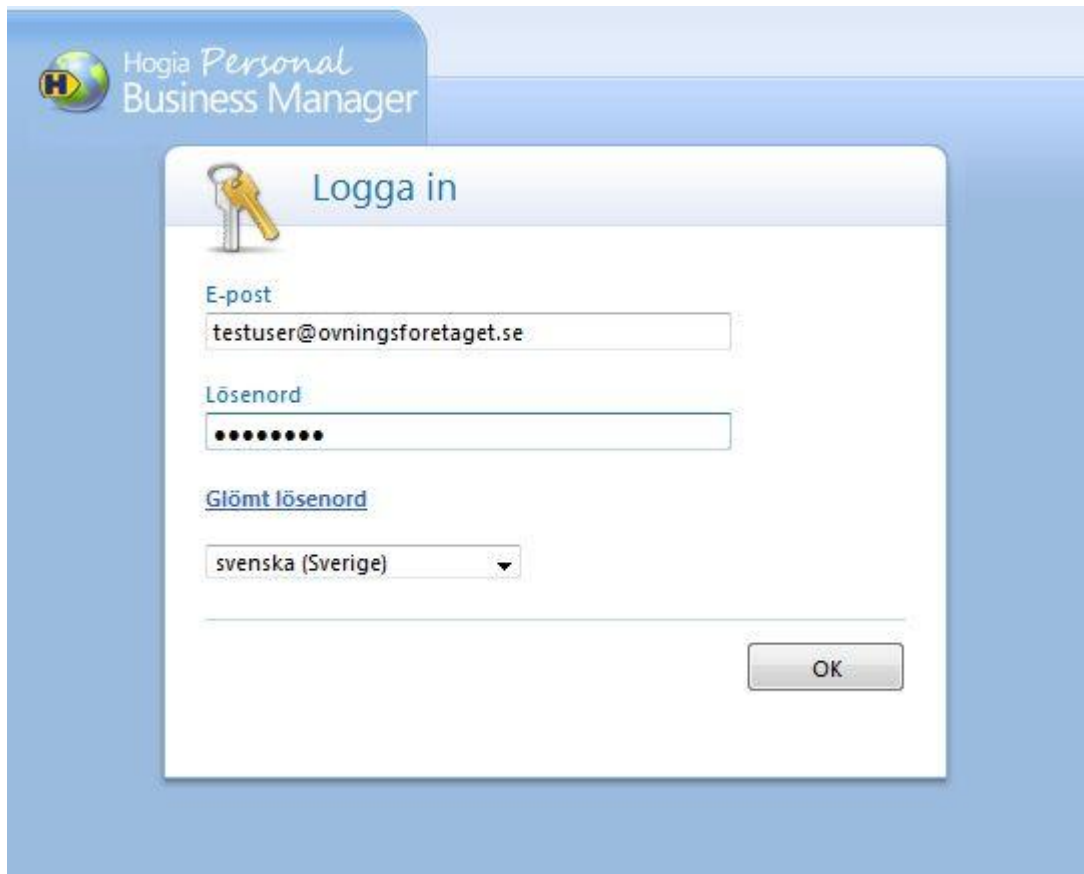 Hogia Personal
Business Manager
Logga in
E-post
testuser@ovningsforetaget.se
Lösenord
••••••••
Glömt lösenord
svenska (Sverige)
OK